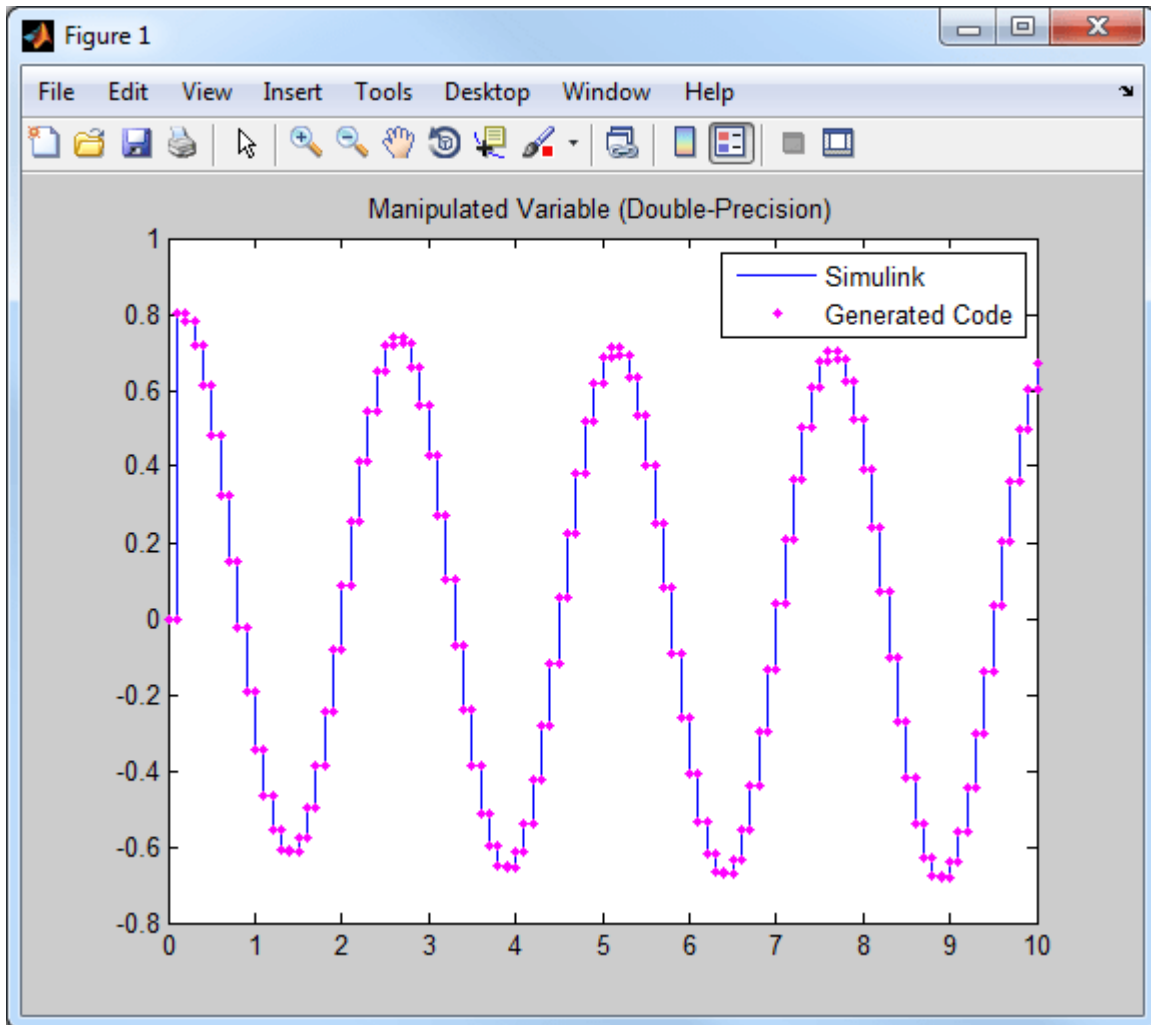 Figure 1
File Edit View Insert Tools Desktop Window Help
Manipulated Variable (Double-Precision)
Simulink
Generated Code
1
0.8
0.6
0.4
0.2
0
-0.2
-0.4
-0.6
-0.8
0 1 2 3 4 5 6 7 8 9 10